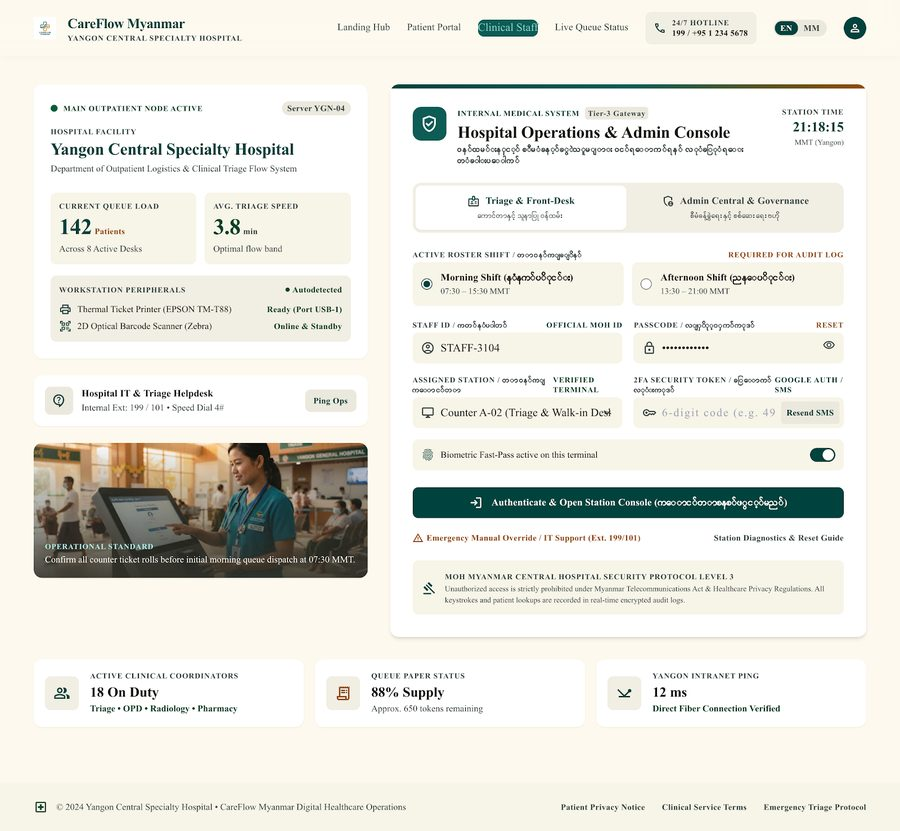 CareFlow Myanmar
YANGON CENTRAL SPECIALTY HOSPITAL
Landing Hub
Patient Portal
Clinical Staff
Live Queue Status
24/7 HOTLINE
199 / +95 1 234 5678
EN
MM
MAIN OUTPATIENT NODE ACTIVE
Server YGN-04
HOSPITAL FACILITY
Yangon Central Specialty Hospital
Department of Outpatient Logistics & Clinical Triage Flow System
CURRENT QUEUE LOAD
142 Patients
Across 8 Active Desks
AVG. TRIAGE SPEED
3.8 min
Optimal flow band
WORKSTATION PERIPHERALS
Autodetected
Thermal Ticket Printer (EPSON TM-T88)
Ready (Port USB-1)
2D Optical Barcode Scanner (Zebra)
Online & Standby
Hospital IT & Triage Helpdesk
Internal Ext: 199 / 101 • Speed Dial 4#
Ping Ops
OPERATIONAL STANDARD
Confirm all counter ticket rolls before initial morning queue dispatch at 07:30 MMT.
INTERNAL MEDICAL SYSTEM
Tier-3 Gateway
Hospital Operations & Admin Console
STATION TIME
21:18:15
MMT (Yangon)
Triage & Front-Desk
Admin Central & Governance
ACTIVE ROSTER SHIFT /
REQUIRED FOR AUDIT LOG
Morning Shift
07:30 – 15:30 MMT
Afternoon Shift
13:30 – 21:00 MMT
STAFF ID /
OFFICIAL MOH ID
STAFF-3104
PASSCODE /
RESET
••••••••••••
ASSIGNED STATION /
VERIFIED TERMINAL
Counter A-02 (Triage & Walk-in Desk
2FA SECURITY TOKEN /
GOOGLE AUTH / SMS
6-digit code (e.g. 49
Resend SMS
Biometric Fast-Pass active on this terminal
Authenticate & Open Station Console
Emergency Manual Override / IT Support (Ext. 199/101)
Station Diagnostics & Reset Guide
MOH MYANMAR CENTRAL HOSPITAL SECURITY PROTOCOL LEVEL 3
Unauthorized access is strictly prohibited under Myanmar Telecommunications Act & Healthcare Privacy Regulations. All
keystrokes and patient lookups are recorded in real-time encrypted audit logs.
ACTIVE CLINICAL COORDINATORS
18 On Duty
Triage • OPD • Radiology • Pharmacy
QUEUE PAPER STATUS
88% Supply
Approx. 650 tokens remaining
YANGON INTRANET PING
12 ms
Direct Fiber Connection Verified
© 2024 Yangon Central Specialty Hospital • CareFlow Myanmar Digital Healthcare Operations
Patient Privacy Notice
Clinical Service Terms
Emergency Triage Protocol